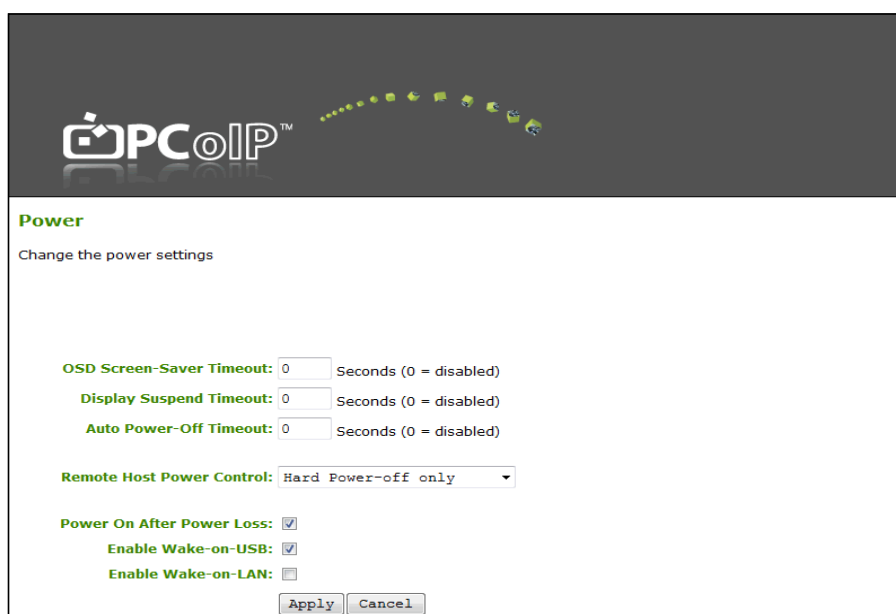 PCoIP™
Power
Change the power settings
OSD Screen-Saver Timeout: 0 Seconds (0 = disabled)
Display Suspend Timeout: 0 Seconds (0 = disabled)
Auto Power-Off Timeout: 0 Seconds (0 = disabled)
Remote Host Power Control: Hard Power-off only
Power On After Power Loss:
Enable Wake-on-USB:
Enable Wake-on-LAN:
Apply Cancel